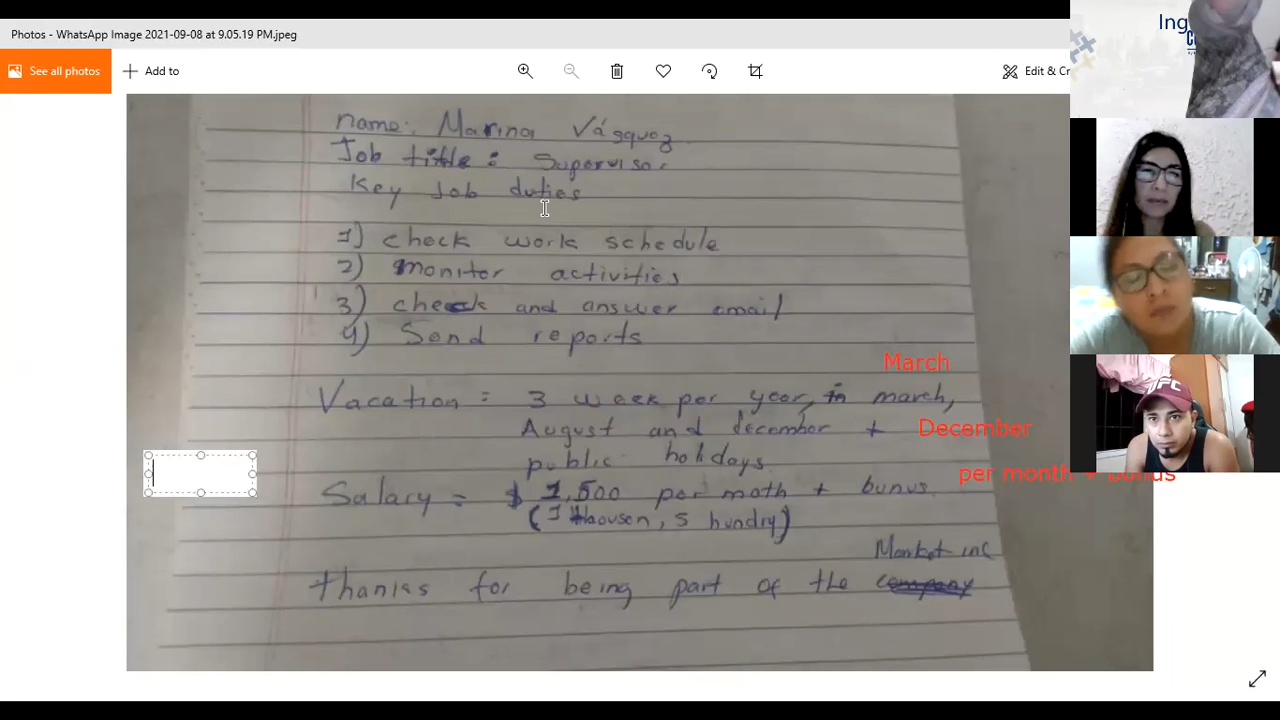 Photos - WhatsApp Image 2021-09-08 at 9.05.19 PM.jpeg
See all photos
Add to
Edit & Cr
Ing
name: Marina Vásquez
Job title: Supervisor
Key Job duties
1) check work schedule
2) monitor activities
3) check and answer email
4) Send reports
March
Vacation: 3 week per year, in march,
August and december +
December
public holidays
per month + bonus
Salary = $ 1,500 per moth + bunus.
(1 thaousen, 5 hundry)
Market inc
thanks for being part of the company